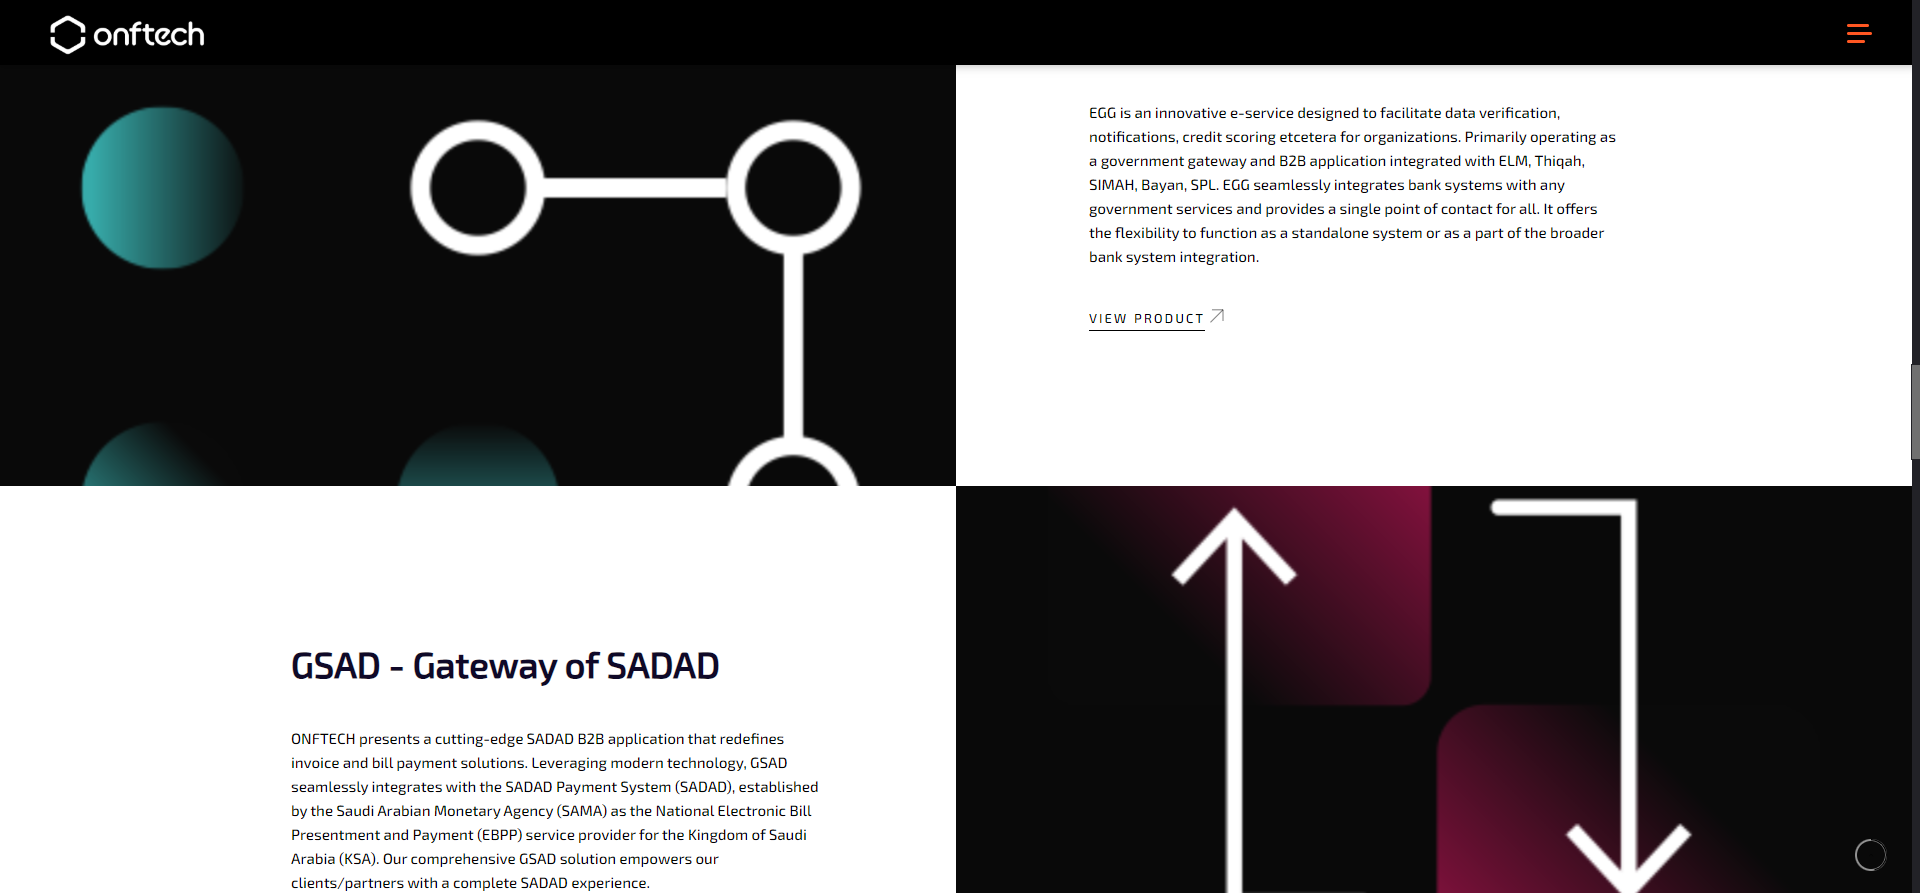 onftech
EGG is an innovative e-service designed to facilitate data verification,
notifications, credit scoring etcetera for organizations. Primarily operating as
a government gateway and B2B application integrated with ELM, Thiqah,
SIMAH, Bayan, SPL. EGG seamlessly integrates bank systems with any
government services and provides a single point of contact for all. It offers
the flexibility to function as a standalone system or as a part of the broader
bank system integration.
VIEW PRODUCT
GSAD - Gateway of SADAD
ONFTECH presents a cutting-edge SADAD B2B application that redefines
invoice and bill payment solutions. Leveraging modern technology, GSAD
seamlessly integrates with the SADAD Payment System (SADAD), established
by the Saudi Arabian Monetary Agency (SAMA) as the National Electronic Bill
Presentment and Payment (EBPP) service provider for the Kingdom of Saudi
Arabia (KSA). Our comprehensive GSAD solution empowers our
clients/partners with a complete SADAD experience.